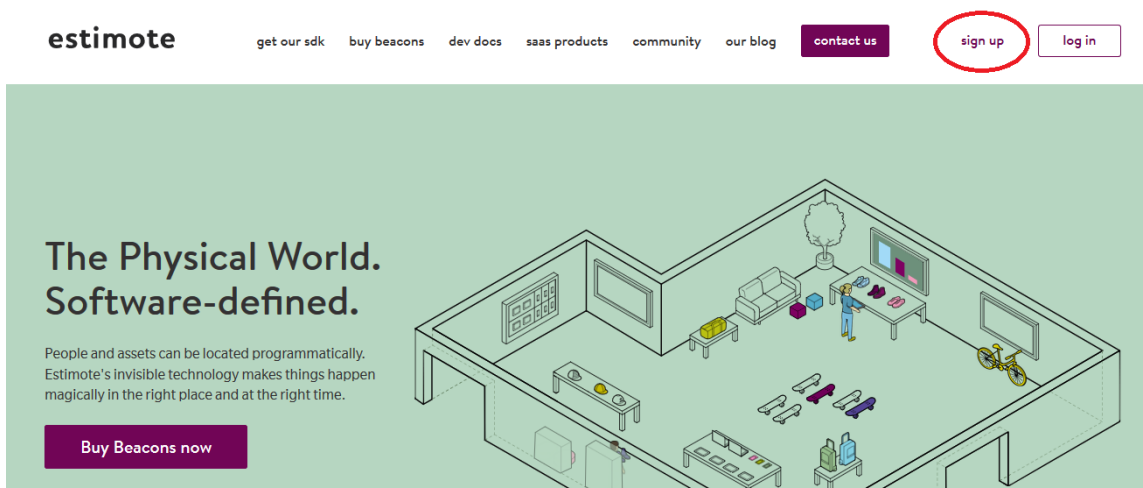 estimote
get our sdk buy beacons dev docs saas products community our blog contact us sign up log in
The Physical World.
Software-defined.
People and assets can be located programmatically.
Estimote's invisible technology makes things happen
magically in the right place and at the right time.
Buy Beacons now